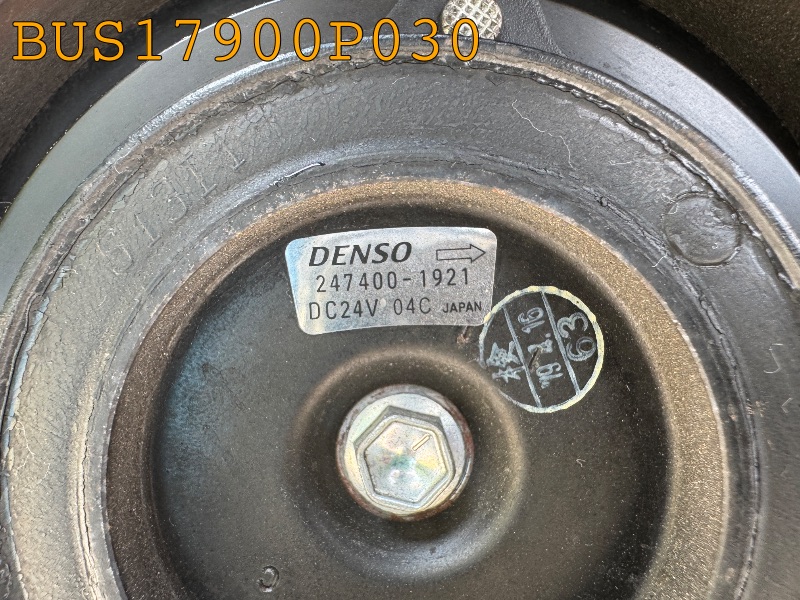 BUS17900P030
DENSO
247400-1921
DC24V 04C JAPAN
'19 2.16
63